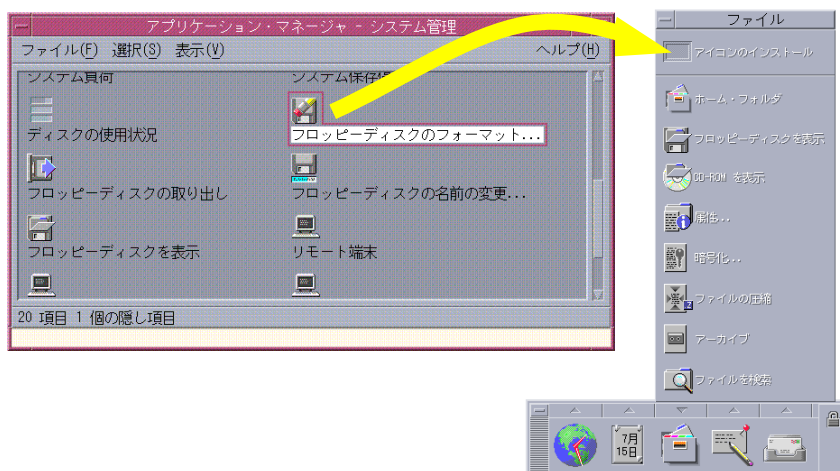 アプリケーション・マネージャ - システム管理
ファイル(F) 選択(S) 表示(V) ヘルプ(H)
システム負荷
ディスクの使用状況
フロッピーディスクのフォーマット...
フロッピーディスクの取り出し
フロッピーディスクの名前の変更...
フロッピーディスクを表示
リモート端末
20 項目 1 個の隠し項目
ファイル
アイコンのインストール
ホーム・フォルダ
フロッピーディスクを表示
CD-ROM を表示
属性..
暗号化..
ファイルの圧縮
アーカイブ
ファイルを検索
7月
15日